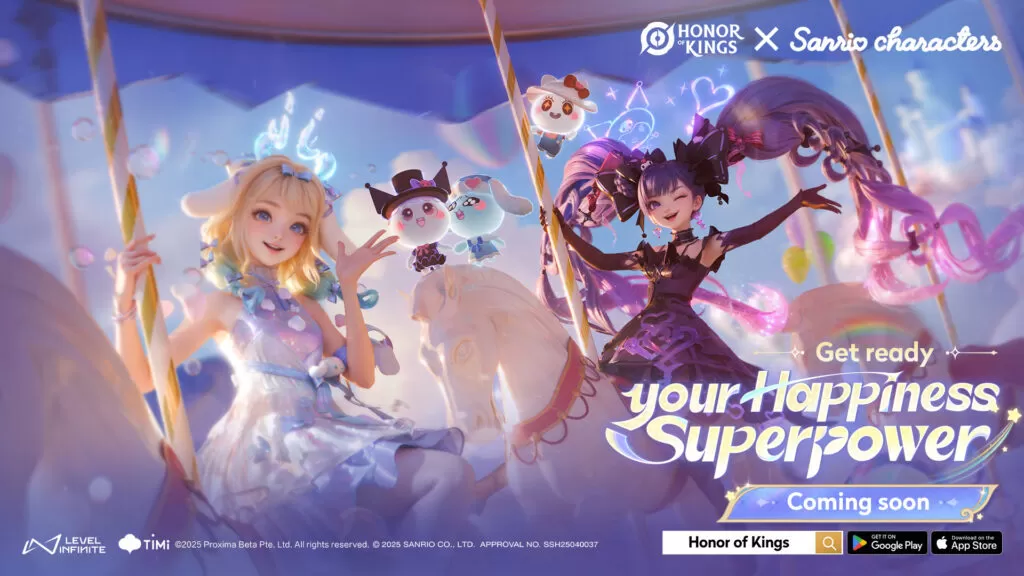 HONOR OF KINGS × Sanrio characters
Get ready
your Happiness
Superpower
Coming soon
LEVEL INFINITE TiMi ©2025 Proxima Beta Pte. Ltd. All rights reserved. © 2025 SANRIO CO., LTD. APPROVAL NO. SSH25040037
Honor of Kings
GET IT ON Google Play
Download on the App Store